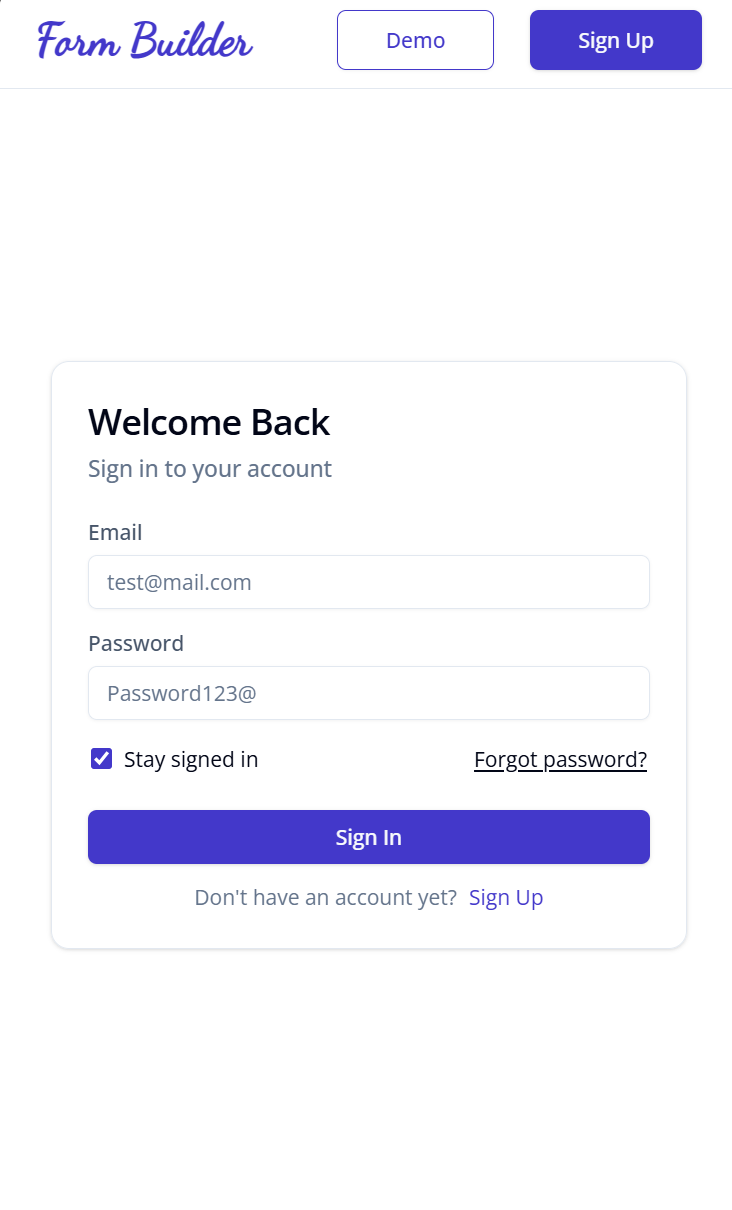 Form Builder
Demo
Sign Up
Welcome Back
Sign in to your account
Email
test@mail.com
Password
Password123@
Stay signed in
Forgot password?
Sign In
Don't have an account yet? Sign Up